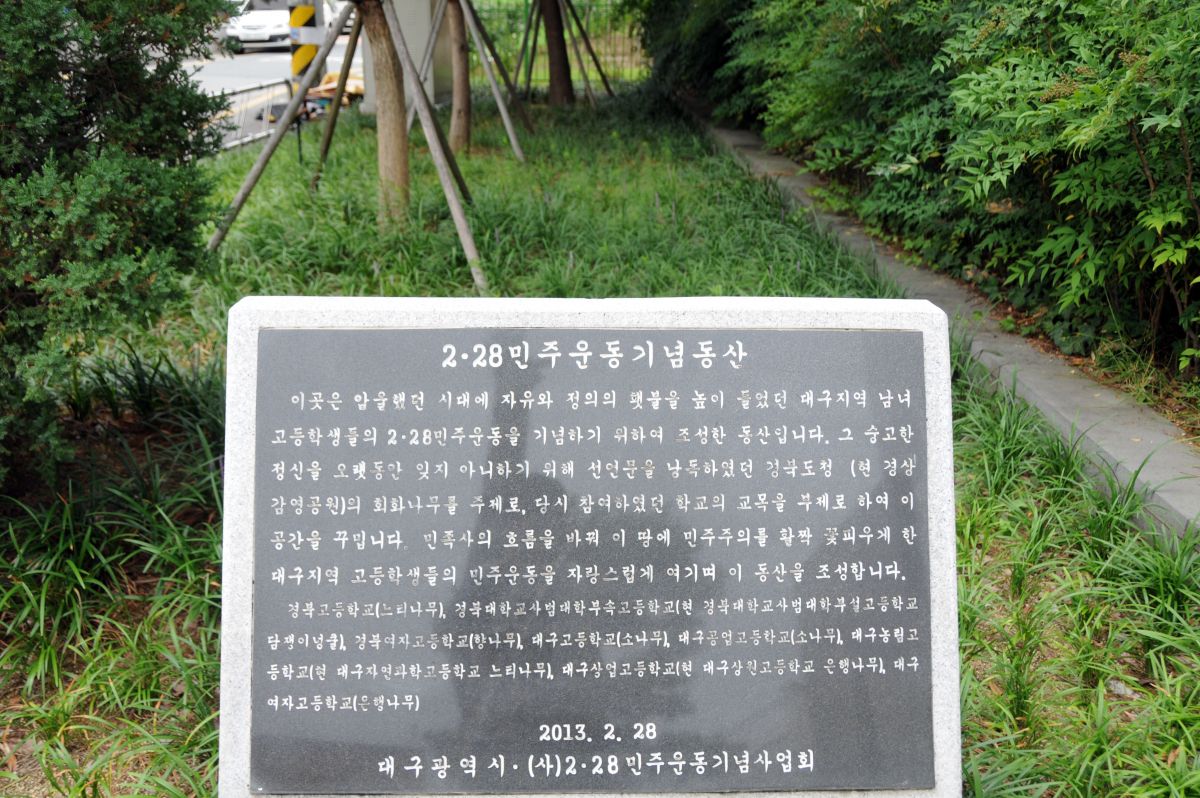 2·28민주운동기념동산
이곳은 암울했던 시대에 자유와 정의의 횃불을 높이 들었던 대구지역 남녀
고등학생들의 2·28민주운동을 기념하기 위하여 조성한 동산입니다. 그 숭고한
정신을 오랫동안 잊지 아니하기 위해 선언문을 낭독하였던 경북도청 (현 경상
감영공원)의 회화나무를 주제로, 당시 참여하였던 학교의 교목을 부제로 하여 이
공간을 꾸밉니다. 민족사의 흐름을 바꿔 이 땅에 민주주의를 활짝 꽃피우게 한
대구지역 고등학생들의 민주운동을 자랑스럽게 여기며 이 동산을 조성합니다.
경북고등학교(느티나무), 경북대학교사범대학부속고등학교(현 경북대학교사범대학부설고등학교
담쟁이넝쿨), 경북여자고등학교(향나무), 대구고등학교(소나무), 대구공업고등학교(소나무), 대구농림고
등학교(현 대구자연과학고등학교 느티나무), 대구상업고등학교(현 대구상원고등학교 은행나무), 대구
여자고등학교(은행나무)
2013. 2. 28
대구광역시·(사)2·28민주운동기념사업회